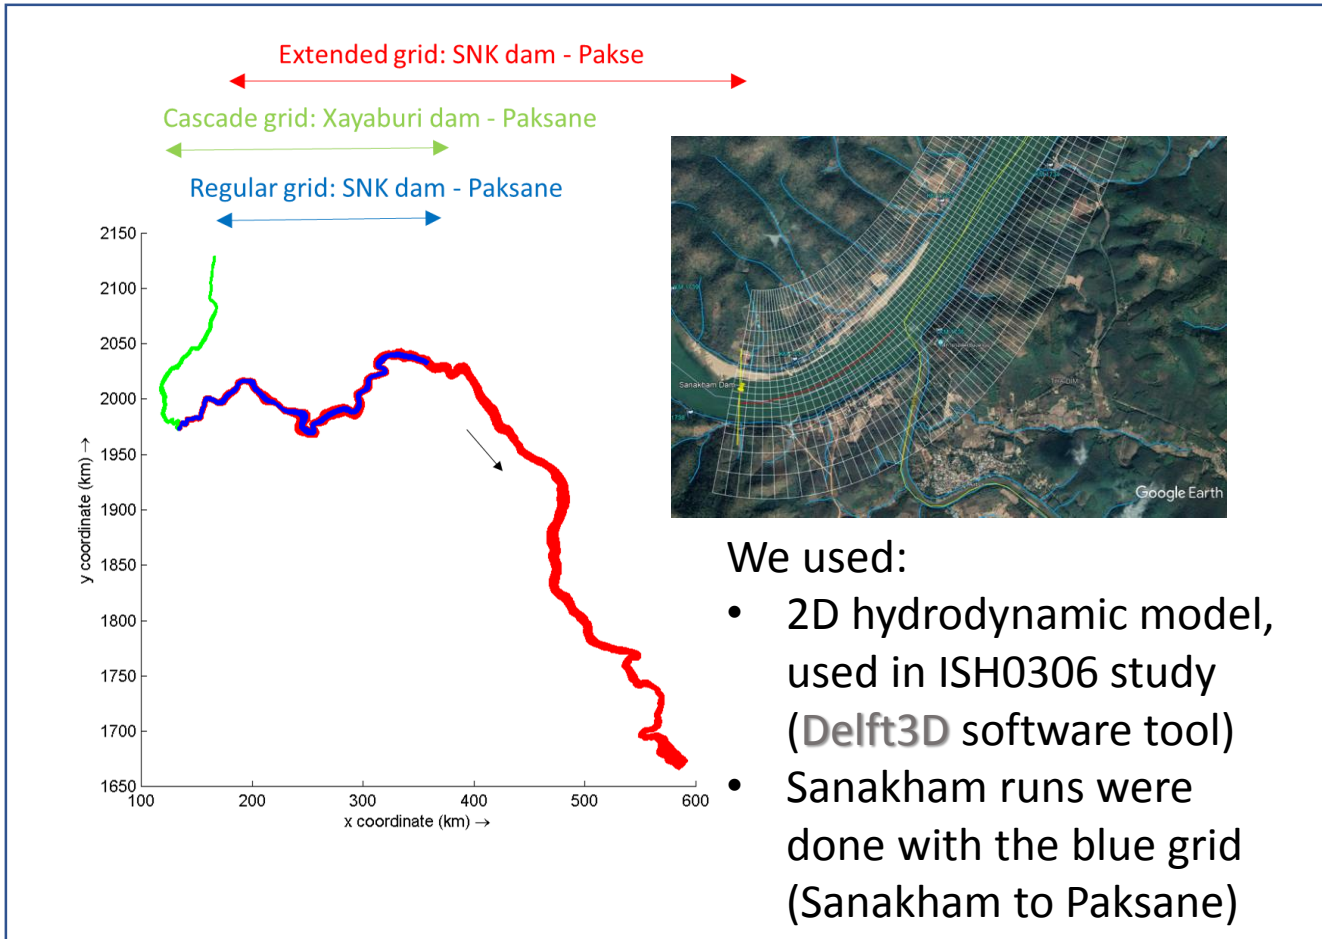 Extended grid: SNK dam - Pakse
Cascade grid: Xayaburi dam - Paksane
Regular grid: SNK dam - Paksane
2150
2100
2050
2000
1950
1900
1850
1800
1750
1700
1650
y coordinate (km) →
100
200
300
400
500
600
x coordinate (km) →
Sanakham Dam
Google Earth
We used:
• 2D hydrodynamic model,
used in ISH0306 study
(Delft3D software tool)
• Sanakham runs were
done with the blue grid
(Sanakham to Paksane)